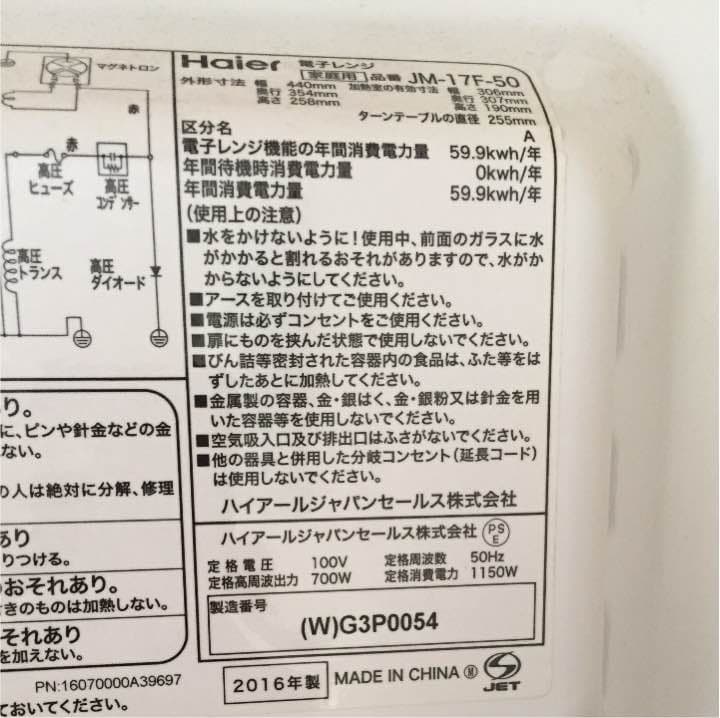 マグネトロン
赤
赤
高圧
ヒューズ
高圧
コンデンサー
高圧
トランス
高圧
ダイオード
り。
に、ピンや針金などの金
ない。
の人は絶対に分解、修理
あり
りつける。
のおそれあり。
きのものは加熱しない。
それあり
を加えない。
PN:16070000A39697
ておいてください。
Haier 電子レンジ
家庭用 品番 JM-17F-50
外形寸法 幅 440mm 加熱室の有効寸法 幅 306mm
奥行 354mm 奥行 307mm
高さ 258mm 高さ 190mm
ターンテーブルの直径 255mm
区分名 A
電子レンジ機能の年間消費電力量 59.9kwh/年
年間待機時消費電力量 0kwh/年
年間消費電力量 59.9kwh/年
(使用上の注意)
■水をかけないように!使用中、前面のガラスに水
がかかると割れるおそれがありますので、水がか
からないようにしてください。
■アースを取り付けてご使用ください。
■電源は必ずコンセントをご使用ください。
■扉にものを挟んだ状態で使用しないでください。
■びん詰等密封された容器内の食品は、ふた等をは
ずしたあとに加熱してください。
■金属製の容器、金・銀はく、金・銀粉又は針金を用
いた容器等を使用しないでください。
■空気吸入口及び排出口はふさがないでください。
■他の器具と併用した分岐コンセント(延長コード)
は使用しないでください。
ハイアールジャパンセールス株式会社
ハイアールジャパンセールス株式会社 PS E
定格電圧 100V 定格周波数 50Hz
定格高周波出力 700W 定格消費電力 1150W
製造番号
(W)G3P0054
2016年製 MADE IN CHINA Ⓜ JET